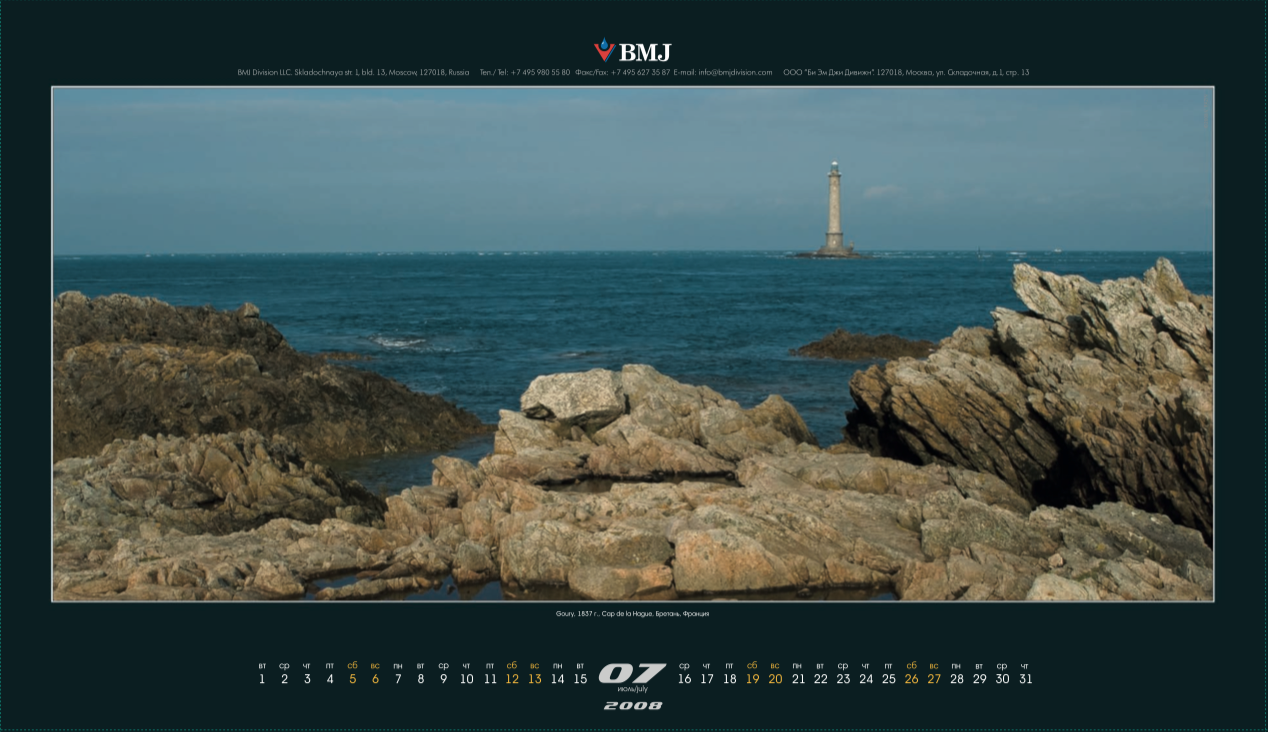 BMJ
BMJ Division LLC. Skladochnaya str. 1, bld. 13, Moscow, 127018, Russia Тел./ Tel: +7 495 980 55 80 Факс/Fax: +7 495 627 35 87 E-mail: info@bmjdivision.com ООО "Би Эм Джи Дивижн". 127018, Москва, ул. Складочная, д.1, стр. 13
Goury, 1837 г., Cap de la Hague, Бретань, Франция
вт ср чт пт сб вс пн вт ср чт пт сб вс пн вт 07 ср чт пт сб вс пн вт ср чт пт сб вс пн вт ср чт
1 2 3 4 5 6 7 8 9 10 11 12 13 14 15 16 17 18 19 20 21 22 23 24 25 26 27 28 29 30 31
июль/july
2008